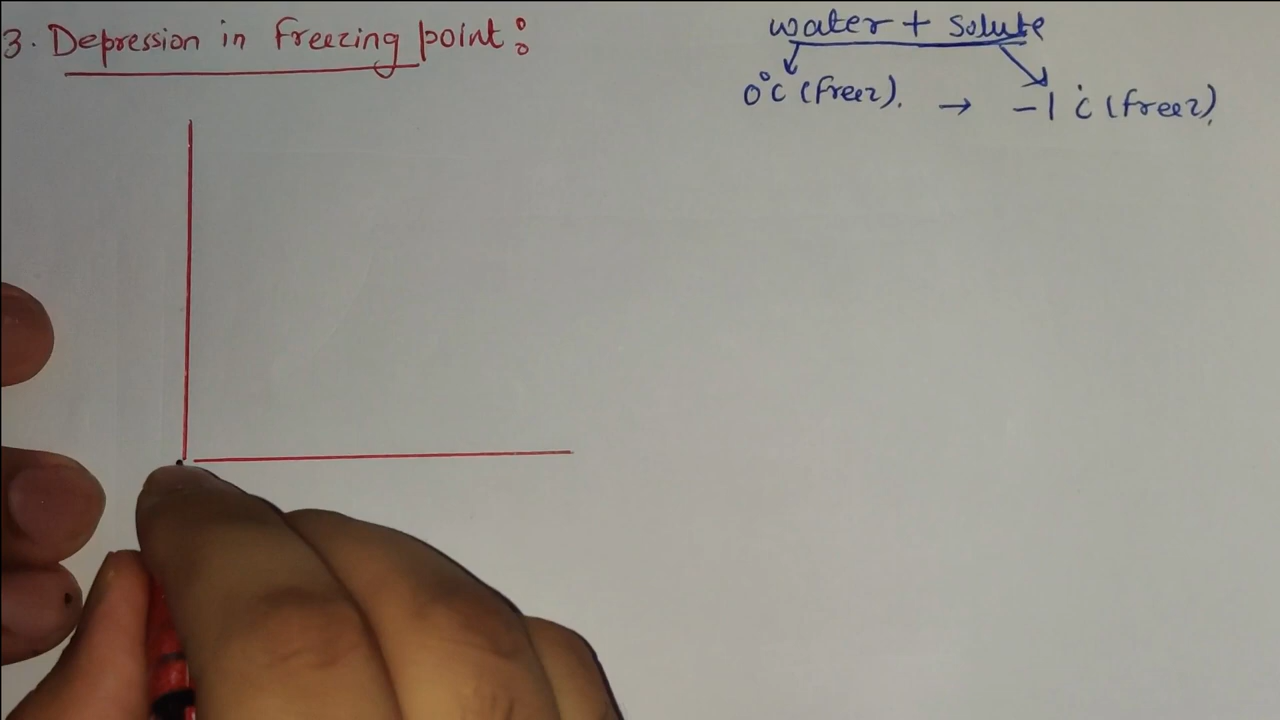 3. Depression in freezing point:
water + solute
0°C (freez). → -1°C (freez).